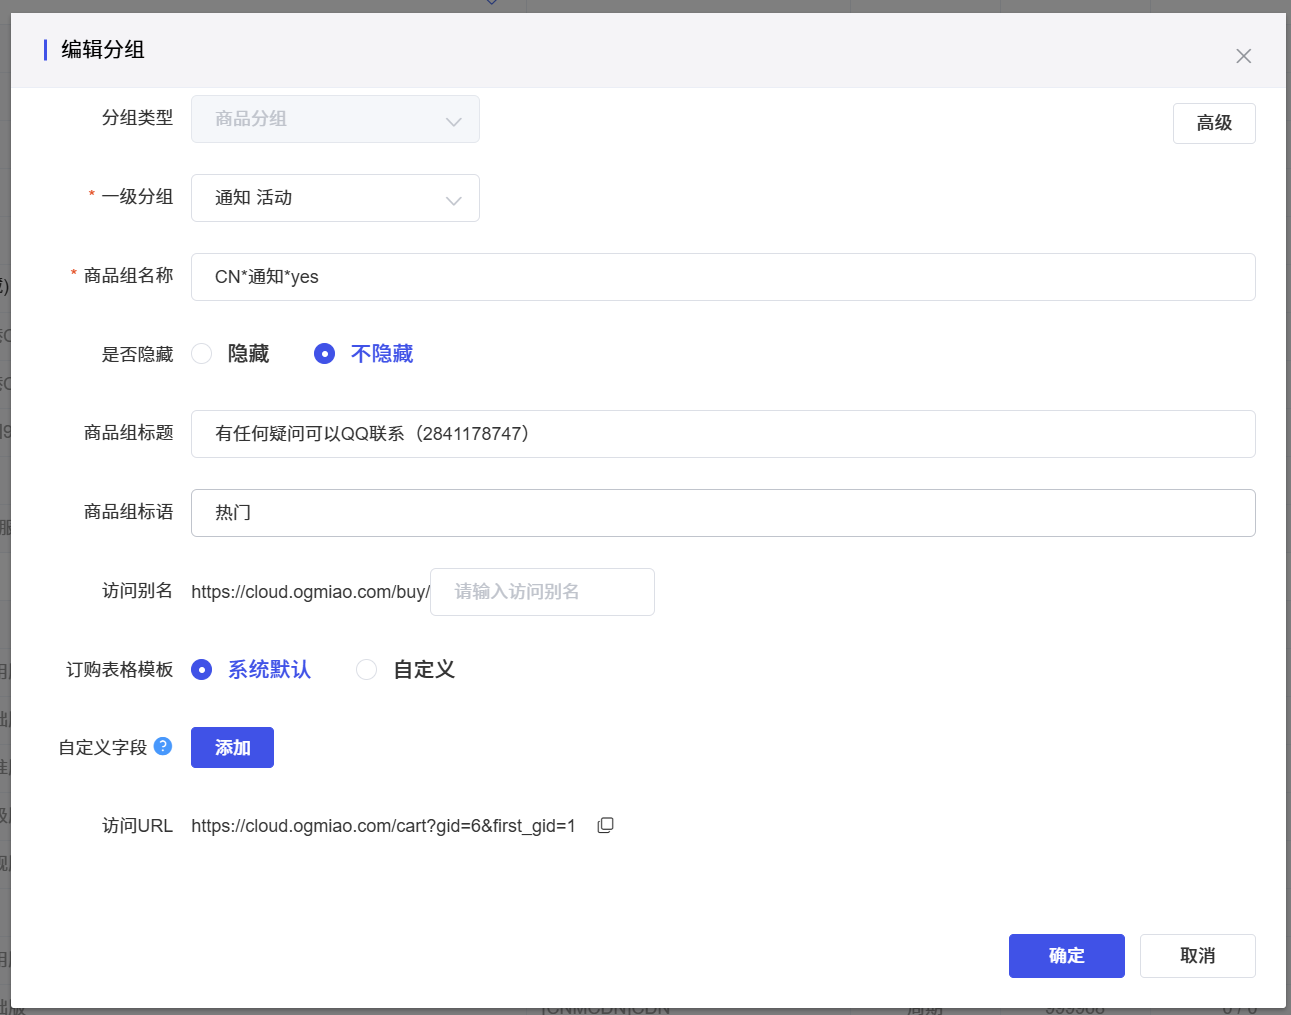 编辑分组
分组类型 商品分组
高级
* 一级分组 通知 活动
* 商品组名称 CN*通知*yes
是否隐藏 隐藏 不隐藏
商品组标题 有任何疑问可以QQ联系（2841178747）
商品组标语 热门
访问别名 https://cloud.ogmiao.com/buy/ 请输入访问别名
订购表格模板 系统默认 自定义
自定义字段 ? 添加
访问URL https://cloud.ogmiao.com/cart?gid=6&first_gid=1
确定 取消